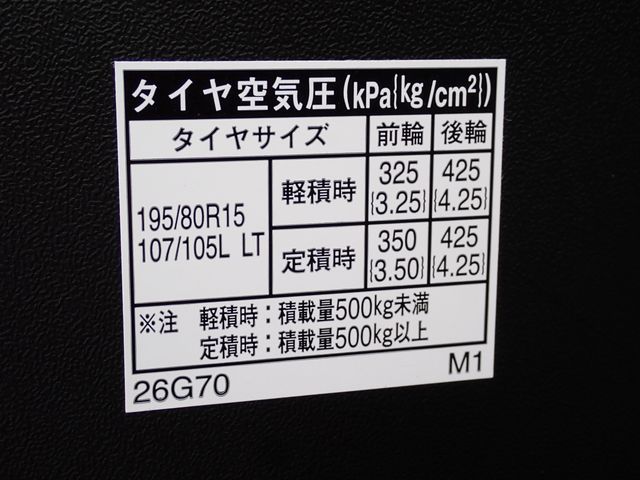 タイヤ空気圧(kPa{kg/cm²})
タイヤサイズ 前輪 後輪
195/80R15 107/105L LT 軽積時 325 {3.25} 425 {4.25}
定積時 350 {3.50} 425 {4.25}
※注 軽積時:積載量500kg未満
定積時:積載量500kg以上
26G70 M1